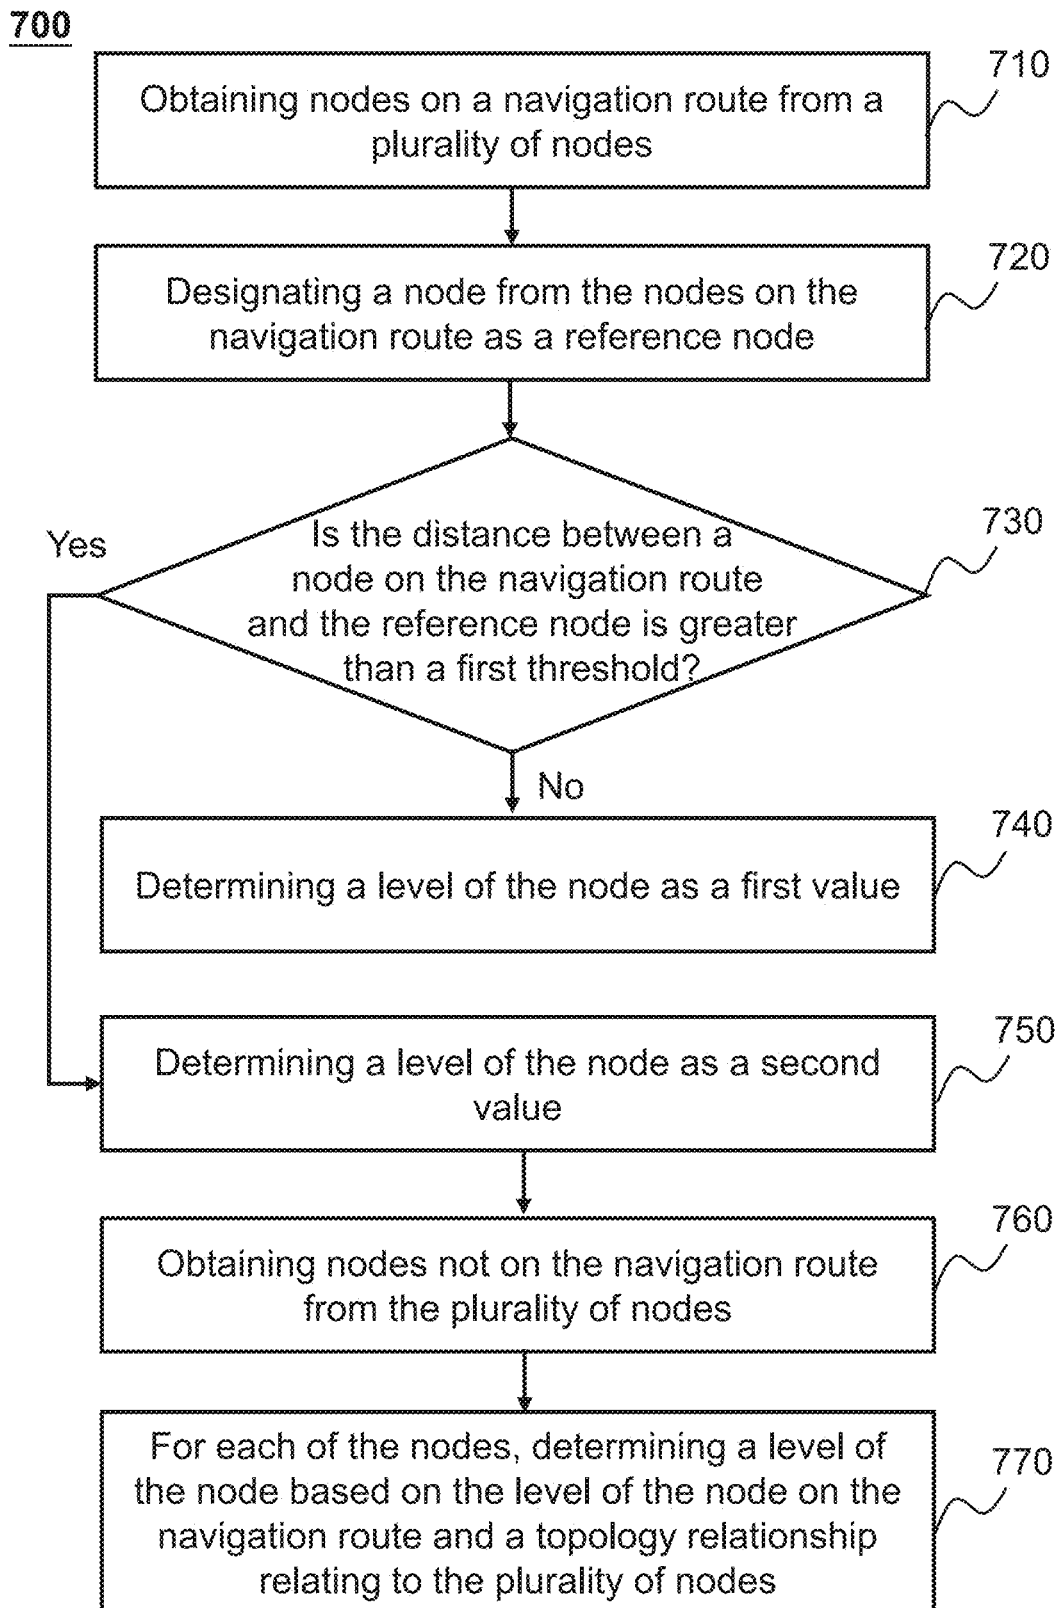 700
710
Obtaining nodes on a navigation route from a
plurality of nodes
720
Designating a node from the nodes on the
navigation route as a reference node
730
Yes
Is the distance between a
node on the navigation route
and the reference node is greater
than a first threshold?
No
740
Determining a level of the node as a first value
750
Determining a level of the node as a second
value
760
Obtaining nodes not on the navigation route
from the plurality of nodes
770
For each of the nodes, determining a level of
the node based on the level of the node on the
navigation route and a topology relationship
relating to the plurality of nodes